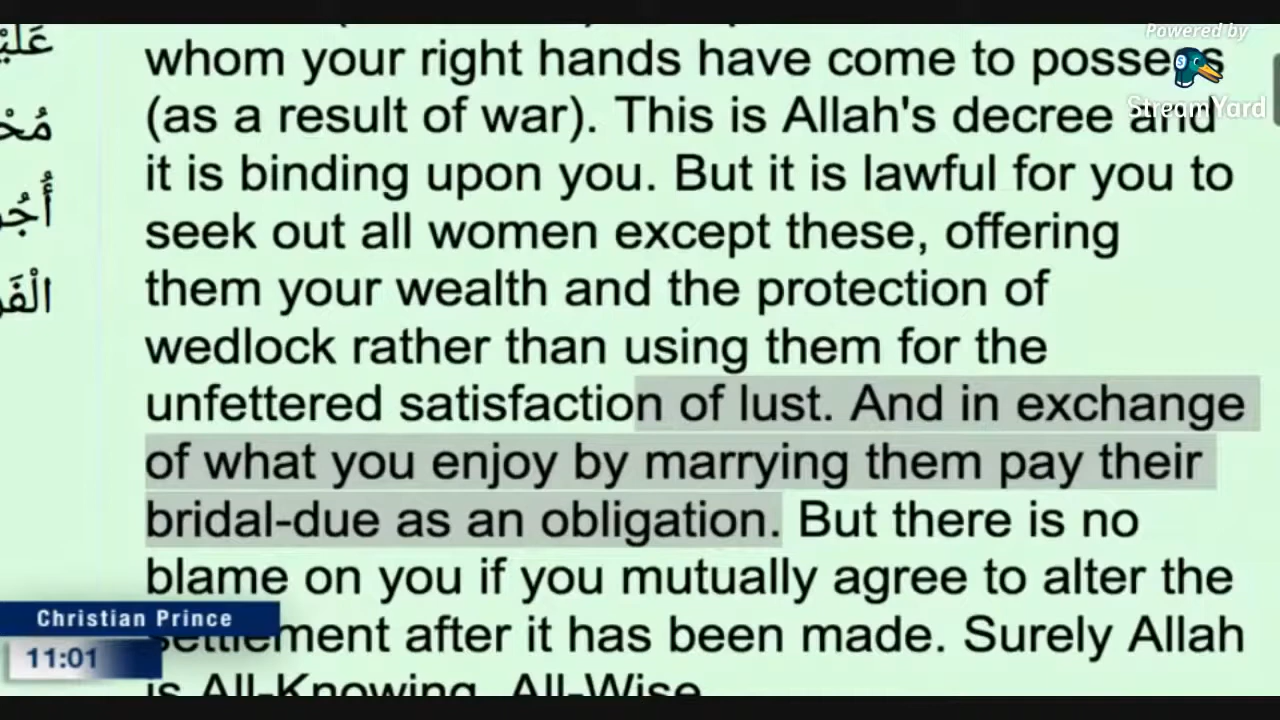 Powered by
StreamYard
whom your right hands have come to possess
(as a result of war). This is Allah's decree and
it is binding upon you. But it is lawful for you to
seek out all women except these, offering
them your wealth and the protection of
wedlock rather than using them for the
unfettered satisfaction of lust. And in exchange
of what you enjoy by marrying them pay their
bridal-due as an obligation. But there is no
blame on you if you mutually agree to alter the
settlement after it has been made. Surely Allah
is All-Knowing, All-Wise
Christian Prince
11:01